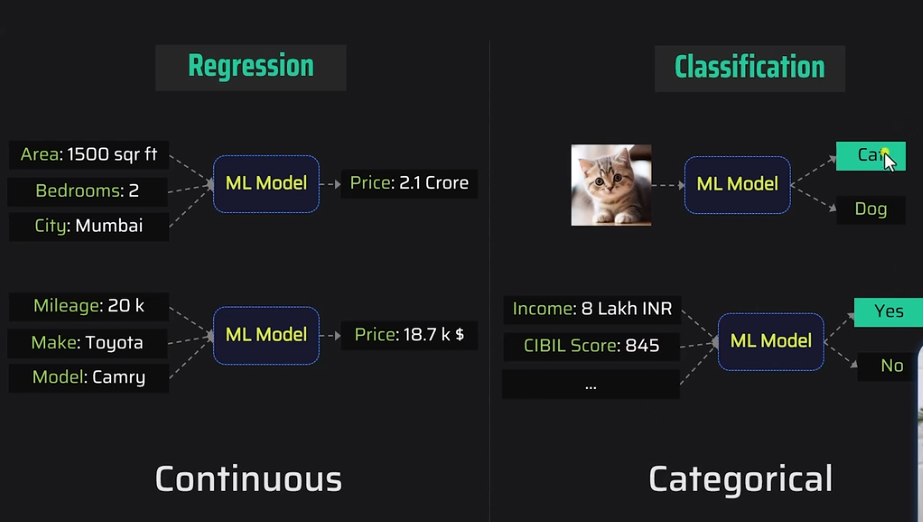 Regression
Area: 1500 sqr ft
Bedrooms: 2
City: Mumbai
ML Model
Price: 2.1 Crore
Mileage: 20 k
Make: Toyota
Model: Camry
ML Model
Price: 18.7 k $
Continuous
Classification
ML Model
Dog
Income: 8 Lakh INR
CIBIL Score: 845
...
ML Model
Yes
No
Categorical